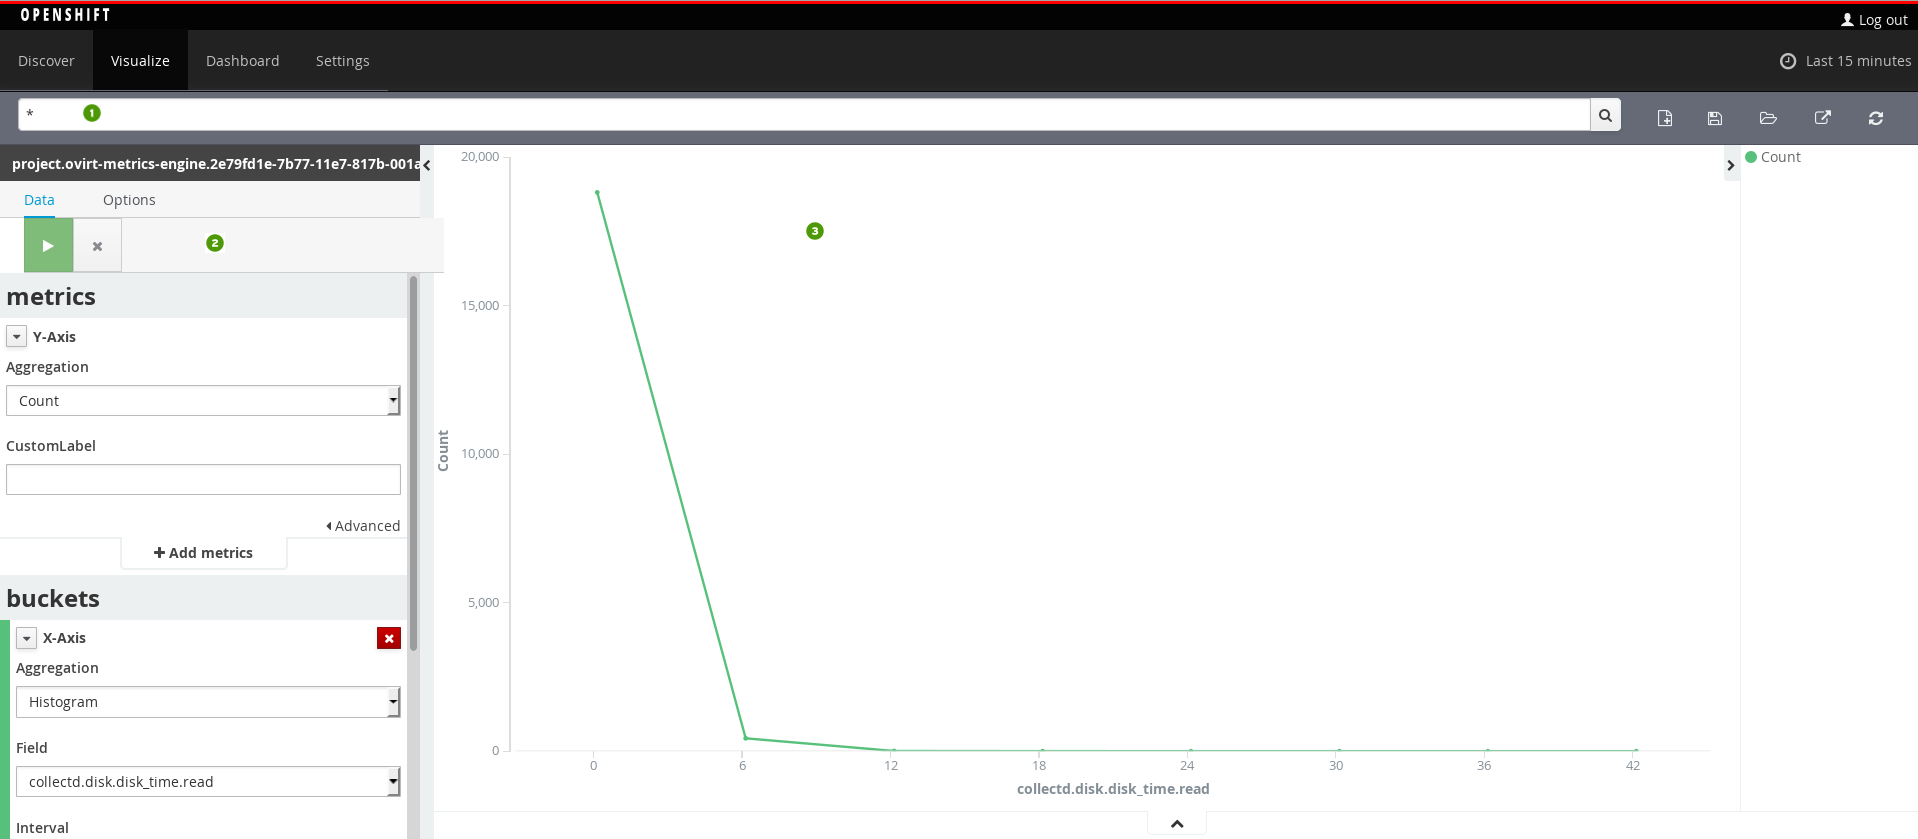 OPENSHIFT
Log out
Discover Visualize Dashboard Settings
Last 15 minutes
* 1
project.ovirt-metrics-engine.2e79fd1e-7b77-11e7-817b-001a
Data Options
2
metrics
Y-Axis
Aggregation
Count
CustomLabel
Advanced
Add metrics
buckets
X-Axis
Aggregation
Histogram
Field
collectd.disk.disk_time.read
Interval
20,000
15,000
10,000
5,000
0
Count
3
0 6 12 18 24 30 36 42
collectd.disk.disk_time.read
Count